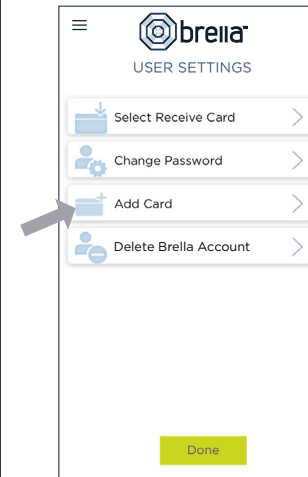 brella
USER SETTINGS
Select Receive Card
Change Password
Add Card
Delete Brella Account
Done